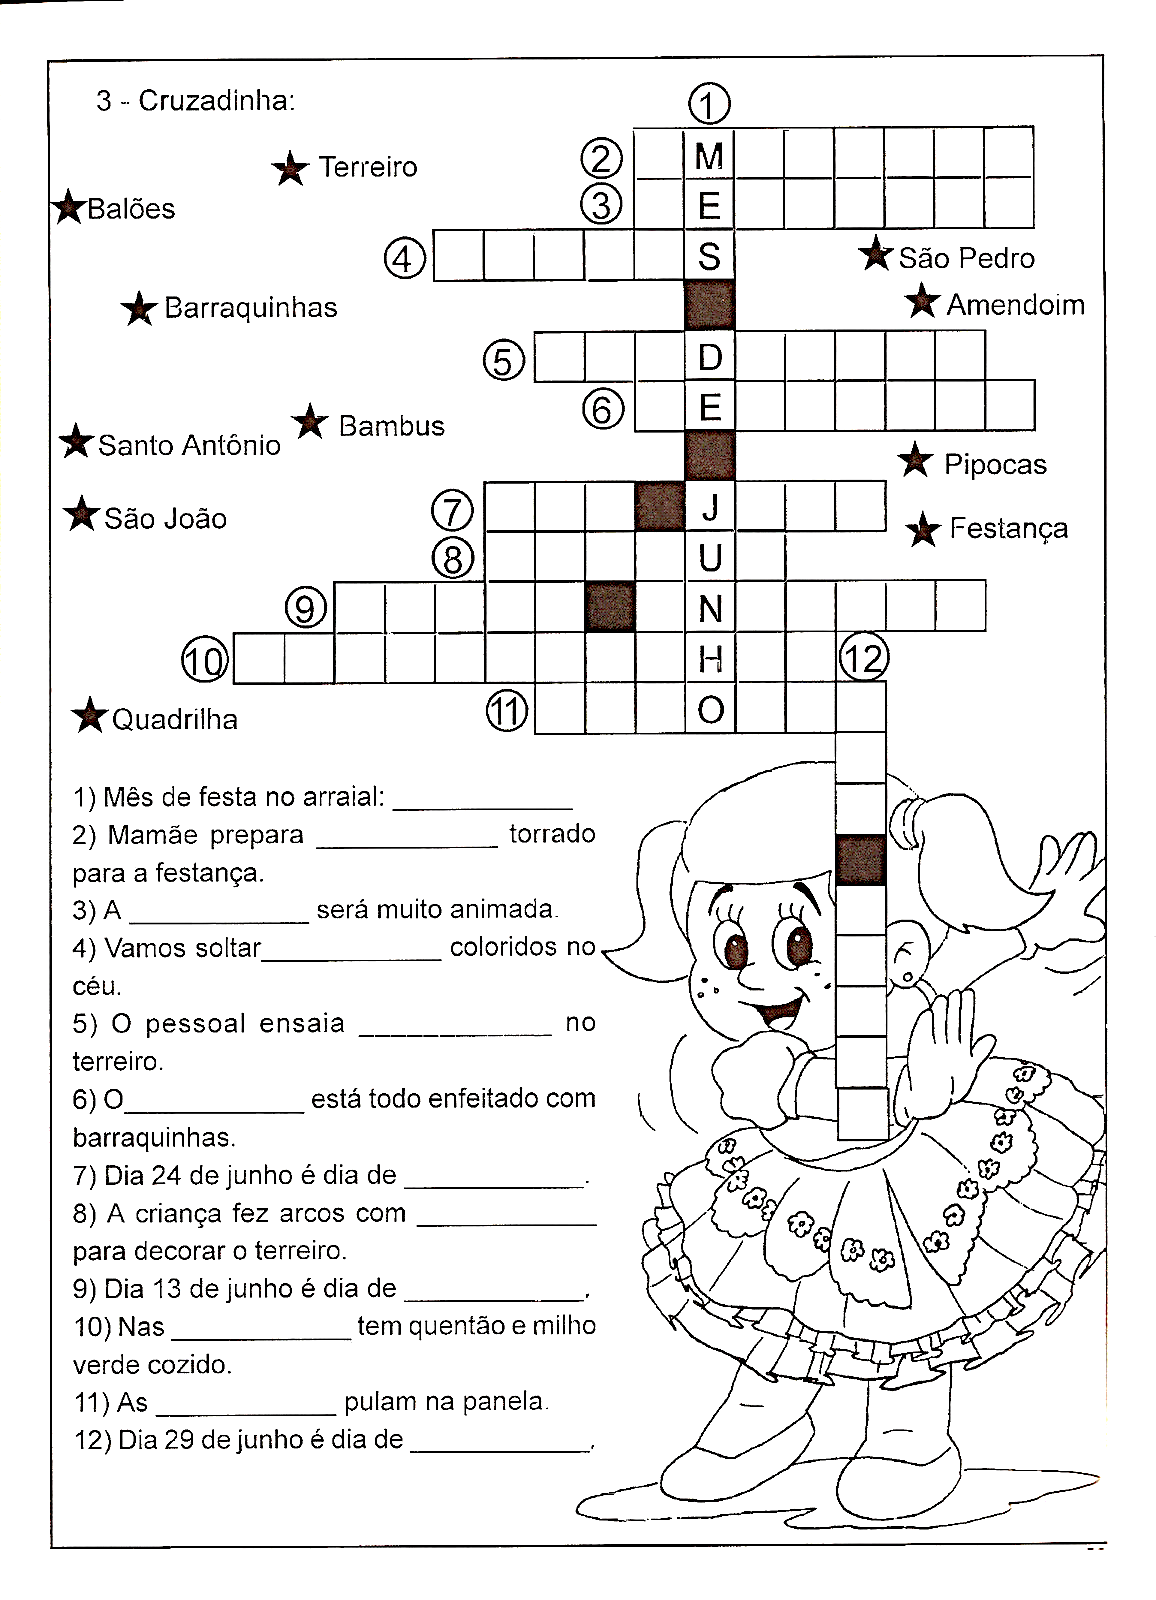 3 - Cruzadinha:
1
★ Terreiro
2 M
★ Balões
3 E
4 S
★ São Pedro
★ Barraquinhas
★ Amendoim
5 D
6 E
★ Bambus
★ Santo Antônio
★ Pipocas
★ São João
7 J
★ Festança
8 U
9 N
10 H 12
★ Quadrilha
11 O
1) Mês de festa no arraial: ____________
2) Mamãe prepara ____________ torrado
para a festança.
3) A ____________ será muito animada.
4) Vamos soltar____________ coloridos no
céu.
5) O pessoal ensaia ____________ no
terreiro.
6) O____________ está todo enfeitado com
barraquinhas.
7) Dia 24 de junho é dia de ____________.
8) A criança fez arcos com ____________
para decorar o terreiro.
9) Dia 13 de junho é dia de ____________.
10) Nas ____________ tem quentão e milho
verde cozido.
11) As ____________ pulam na panela.
12) Dia 29 de junho é dia de ____________.